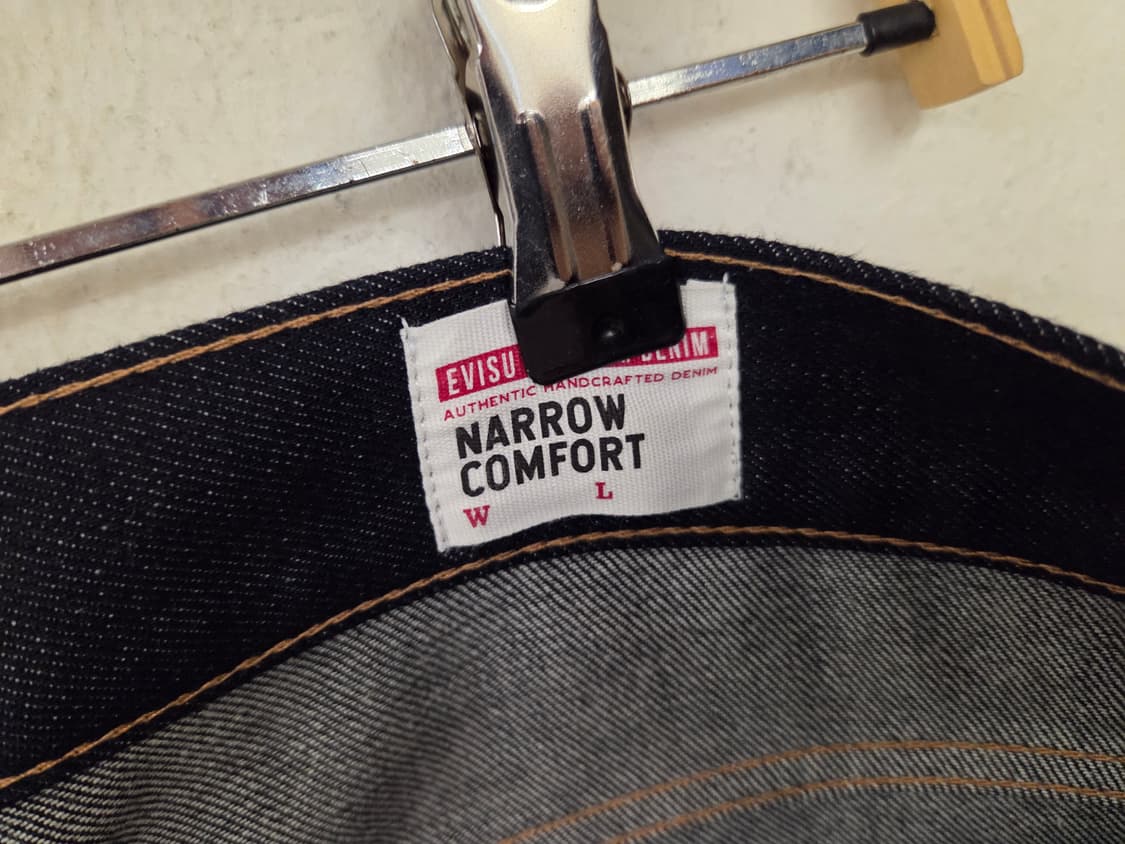 EVISU DENIM
AUTHENTIC HANDCRAFTED DENIM
NARROW
COMFORT
W L